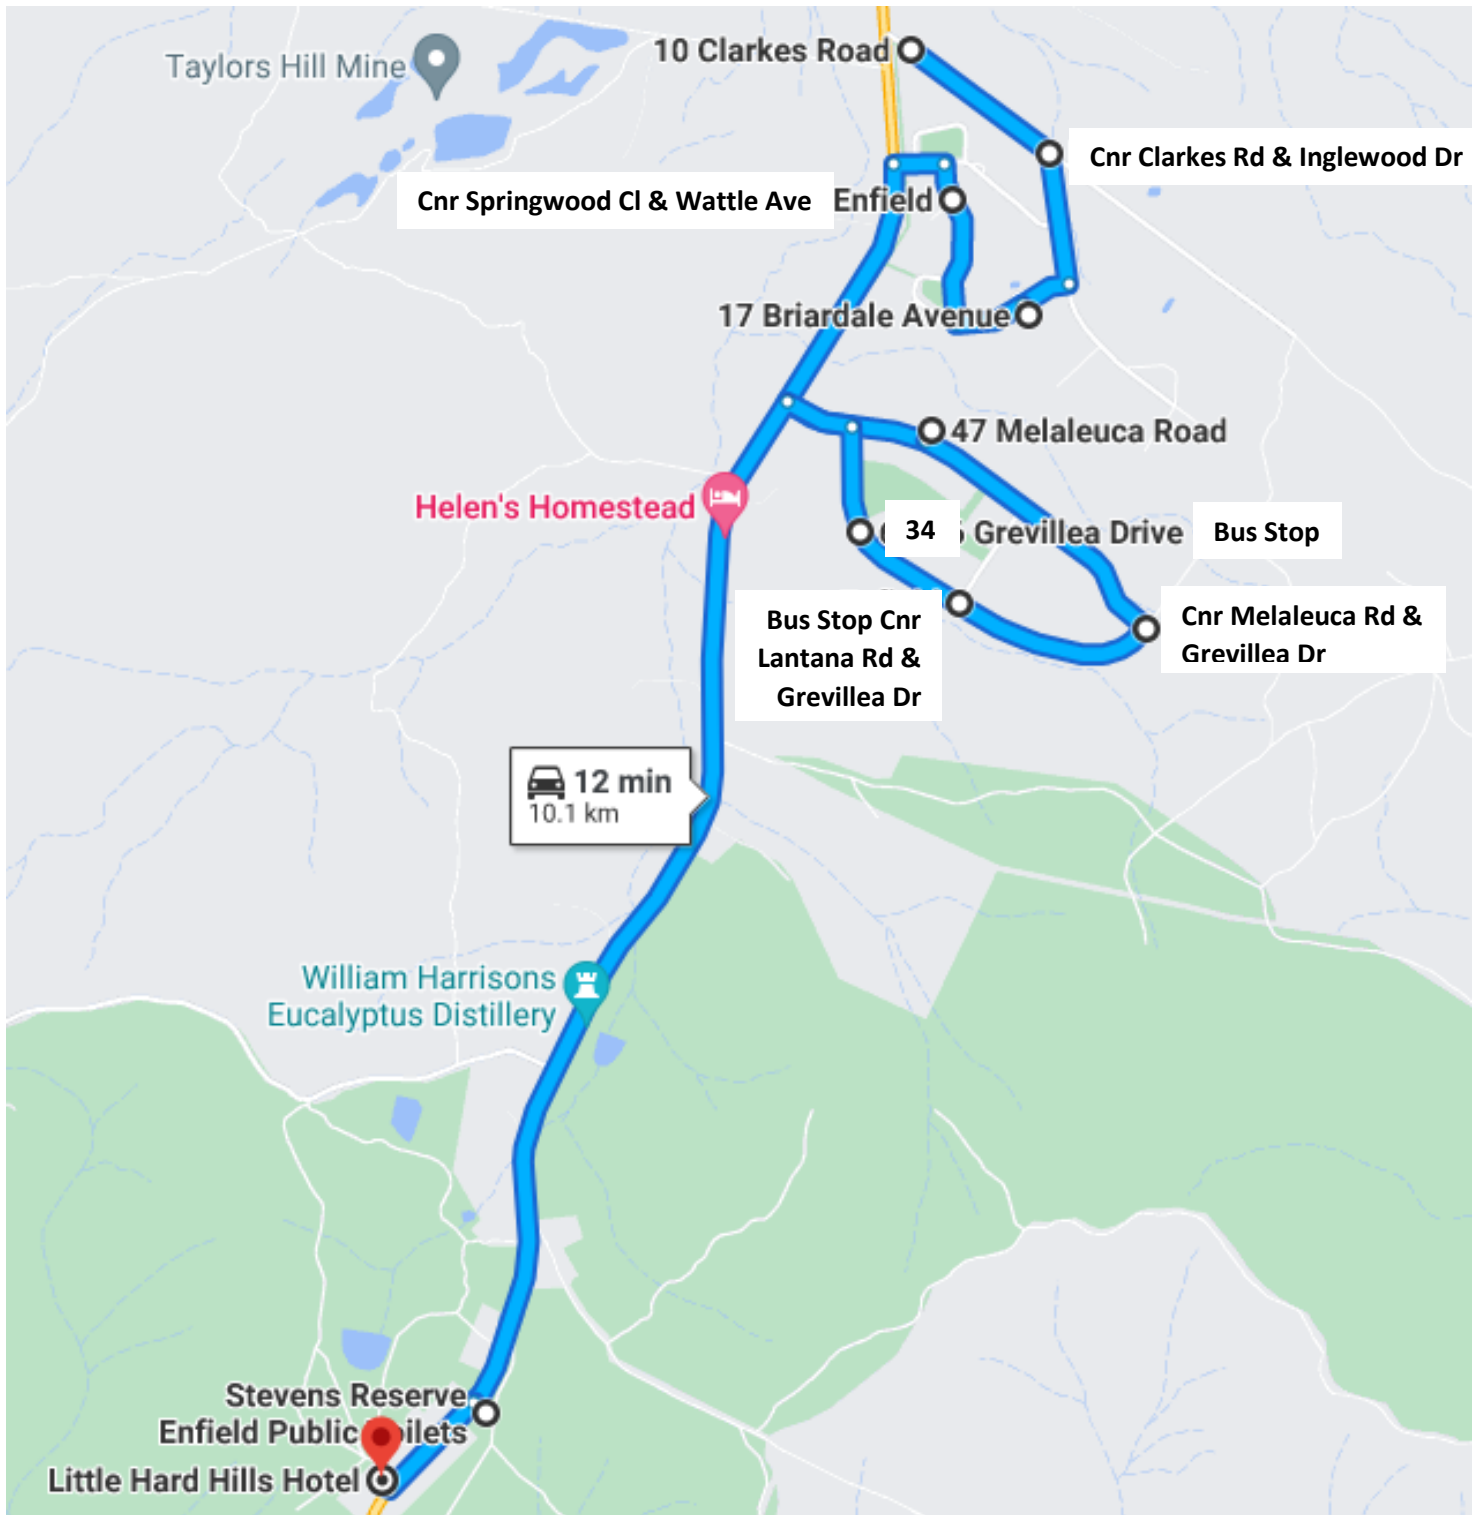 10 Clarkes Road
Taylors Hill Mine
Cnr Clarkes Rd & Inglewood Dr
Cnr Springwood Cl & Wattle Ave
Enfield
17 Briardale Avenue
47 Melaleuca Road
Helen's Homestead
34
Grevillea Drive
Bus Stop
Bus Stop Cnr
Lantana Rd &
Grevillea Dr
Cnr Melaleuca Rd &
Grevillea Dr
12 min
10.1 km
William Harrisons
Eucalyptus Distillery
Stevens Reserve
Enfield Public
Little Hard Hills Hotel